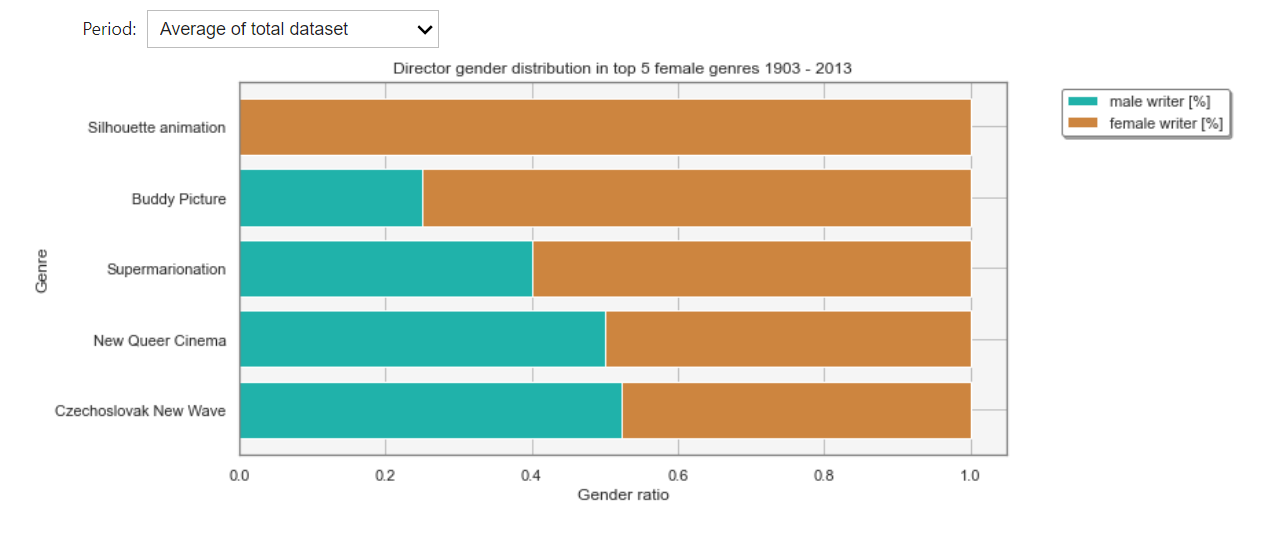 Period: Average of total dataset
Director gender distribution in top 5 female genres 1903 - 2013
male writer [%]
female writer [%]
Genre
Silhouette animation
Buddy Picture
Supermarionation
New Queer Cinema
Czechoslovak New Wave
0.0 0.2 0.4 0.6 0.8 1.0
Gender ratio